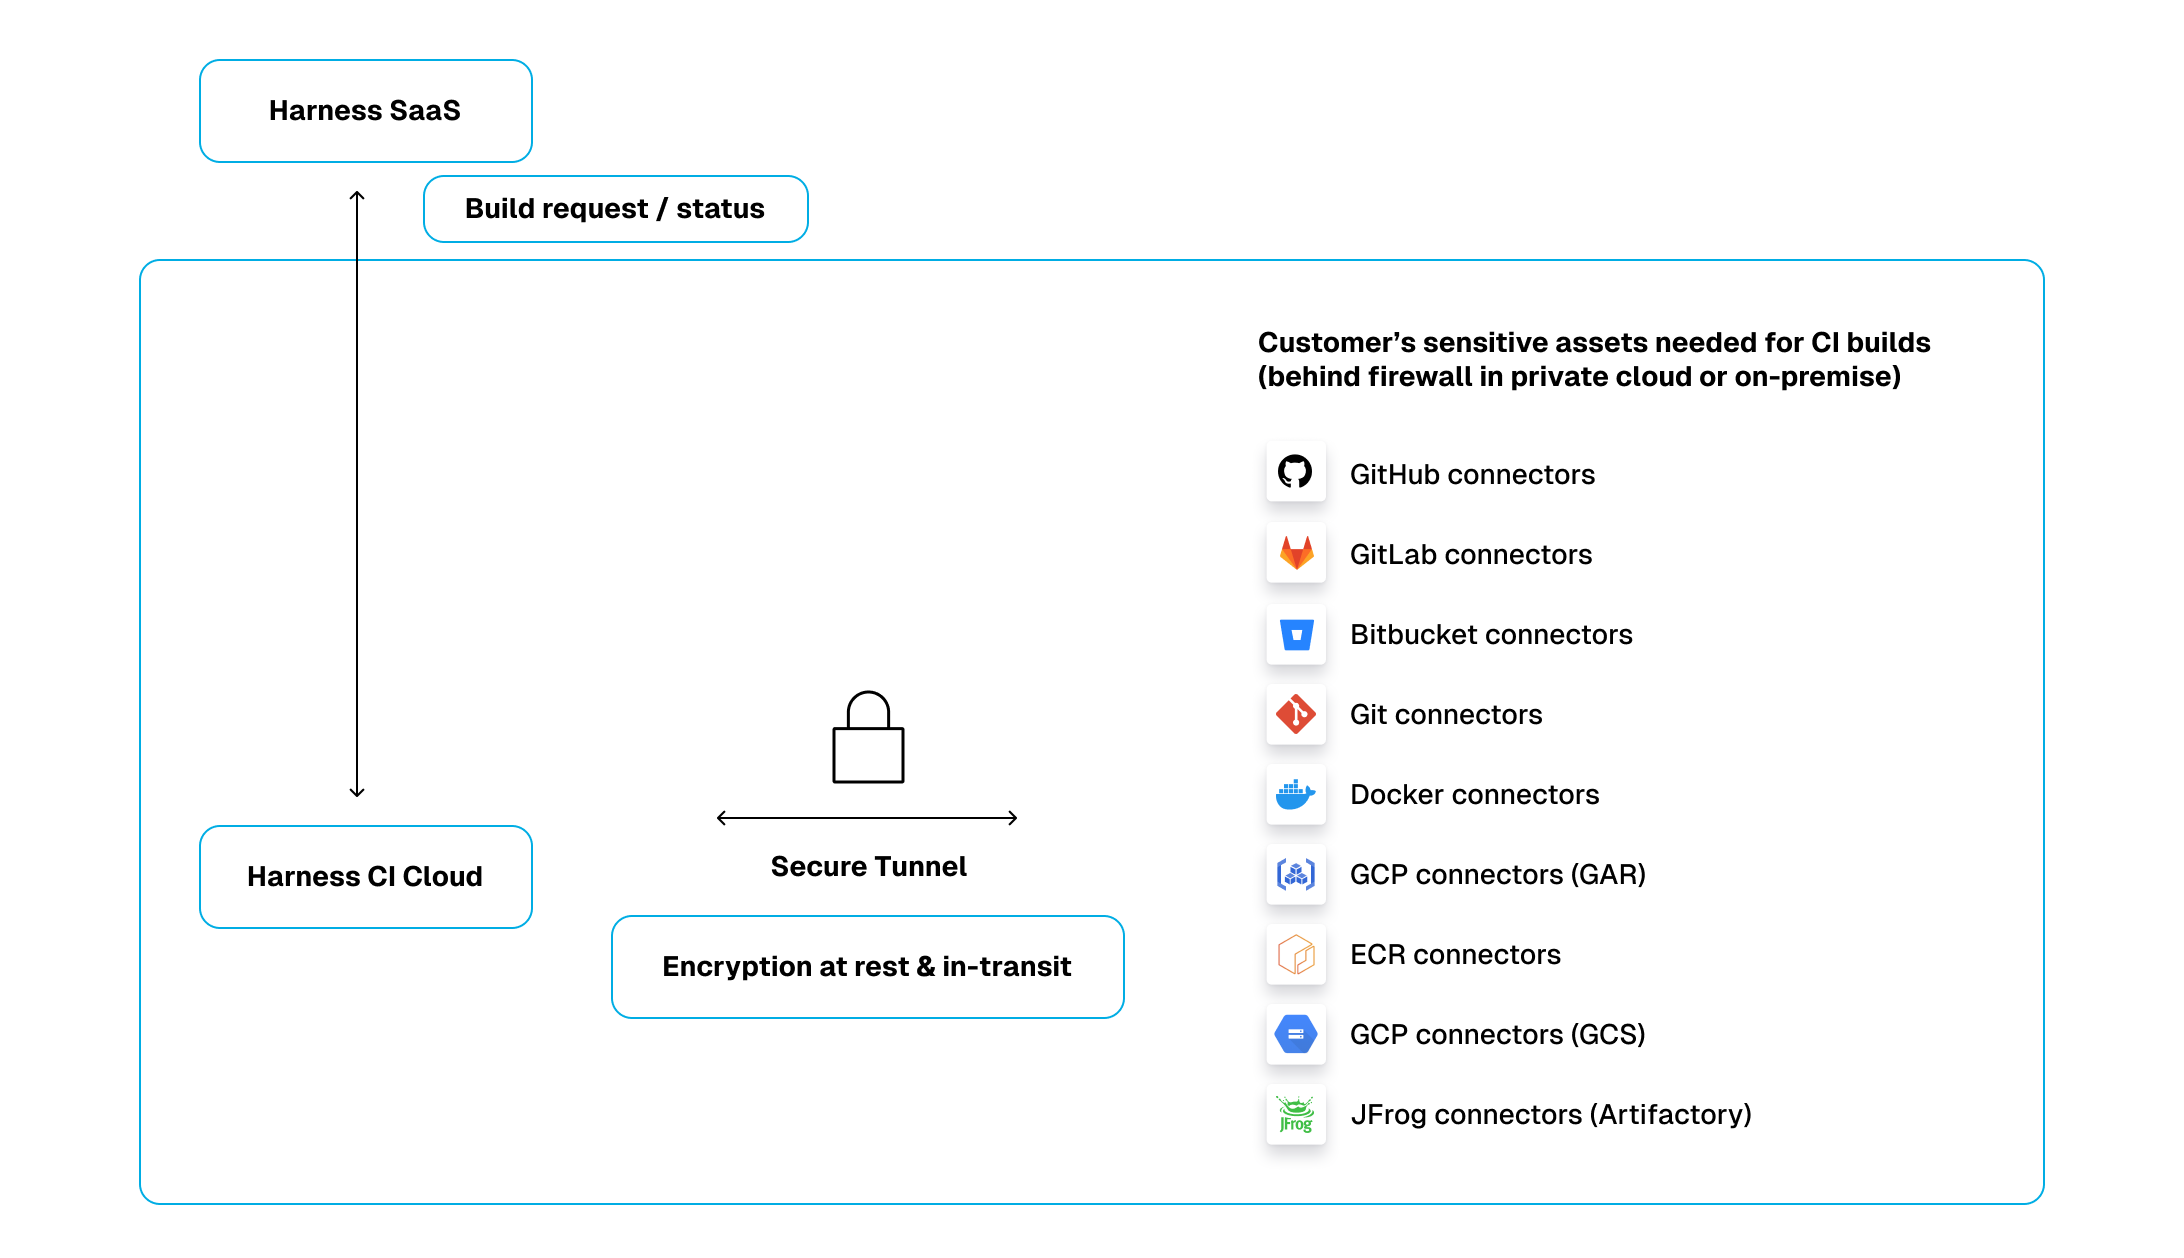 Harness SaaS
Build request / status
Customer’s sensitive assets needed for CI builds
(behind firewall in private cloud or on-premise)
GitHub connectors
GitLab connectors
Bitbucket connectors
Git connectors
Docker connectors
GCP connectors (GAR)
ECR connectors
GCP connectors (GCS)
JFrog
JFrog connectors (Artifactory)
Harness CI Cloud
Secure Tunnel
Encryption at rest & in-transit